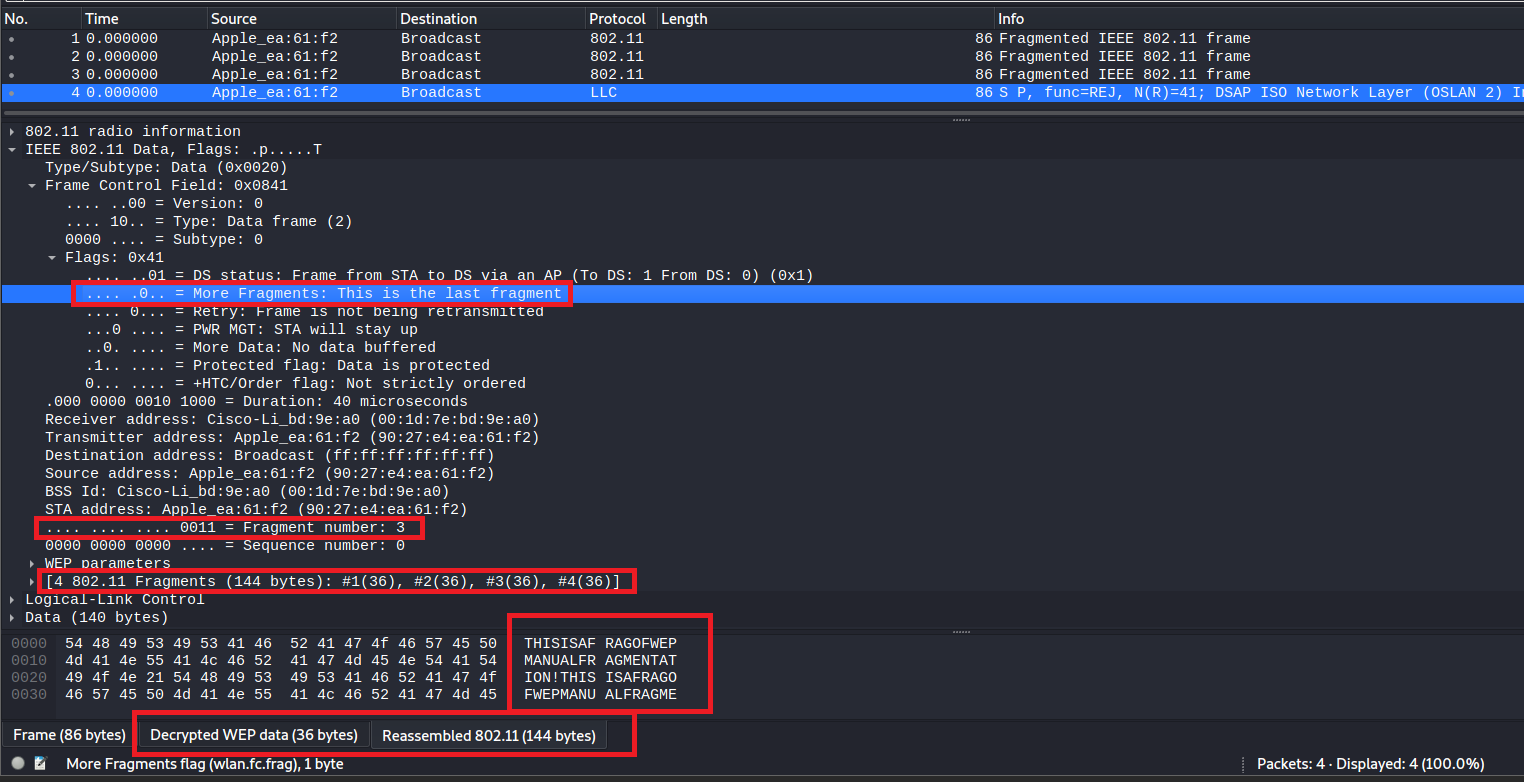 No. Time Source Destination Protocol Length Info
1 0.000000 Apple_ea:61:f2 Broadcast 802.11 86 Fragmented IEEE 802.11 frame
2 0.000000 Apple_ea:61:f2 Broadcast 802.11 86 Fragmented IEEE 802.11 frame
3 0.000000 Apple_ea:61:f2 Broadcast 802.11 86 Fragmented IEEE 802.11 frame
4 0.000000 Apple_ea:61:f2 Broadcast LLC 86 S P, func=REJ, N(R)=41; DSAP ISO Network Layer (OSLAN 2) I
802.11 radio information
IEEE 802.11 Data, Flags: .p.....T
Type/Subtype: Data (0x0020)
Frame Control Field: 0x0841
.... ..00 = Version: 0
.... 10.. = Type: Data frame (2)
0000 .... = Subtype: 0
Flags: 0x41
.... ..01 = DS status: Frame from STA to DS via an AP (To DS: 1 From DS: 0) (0x1)
.... .0.. = More Fragments: This is the last fragment
.... 0... = Retry: Frame is not being retransmitted
...0 .... = PWR MGT: STA will stay up
..0. .... = More Data: No data buffered
.1.. .... = Protected flag: Data is protected
0... .... = +HTC/Order flag: Not strictly ordered
.000 0000 0010 1000 = Duration: 40 microseconds
Receiver address: Cisco-Li_bd:9e:a0 (00:1d:7e:bd:9e:a0)
Transmitter address: Apple_ea:61:f2 (90:27:e4:ea:61:f2)
Destination address: Broadcast (ff:ff:ff:ff:ff:ff)
Source address: Apple_ea:61:f2 (90:27:e4:ea:61:f2)
BSS Id: Cisco-Li_bd:9e:a0 (00:1d:7e:bd:9e:a0)
STA address: Apple_ea:61:f2 (90:27:e4:ea:61:f2)
.... .... .... 0011 = Fragment number: 3
0000 0000 0000 .... = Sequence number: 0
WEP parameters
[4 802.11 Fragments (144 bytes): #1(36), #2(36), #3(36), #4(36)]
Logical-Link Control
Data (140 bytes)
0000 54 48 49 53 49 53 41 46 52 41 47 4f 46 57 45 50 THISISAF RAGOFWEP
0010 4d 41 4e 55 41 4c 46 52 41 47 4d 45 4e 54 41 54 MANUALFR AGMENTAT
0020 49 4f 4e 21 54 48 49 53 49 53 41 46 52 41 47 4f ION!THIS ISAFRAGO
0030 46 57 45 50 4d 41 4e 55 41 4c 46 52 41 47 4d 45 FWEPMANU ALFRAGME
Frame (86 bytes) Decrypted WEP data (36 bytes) Reassembled 802.11 (144 bytes)
More Fragments flag (wlan.fc.frag), 1 byte Packets: 4 · Displayed: 4 (100.0%)